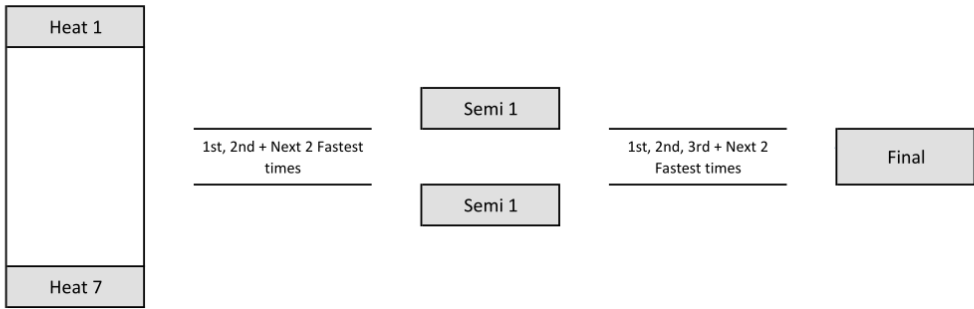 Heat 1
Heat 7
1st, 2nd + Next 2 Fastest
times
Semi 1
Semi 1
1st, 2nd, 3rd + Next 2
Fastest times
Final